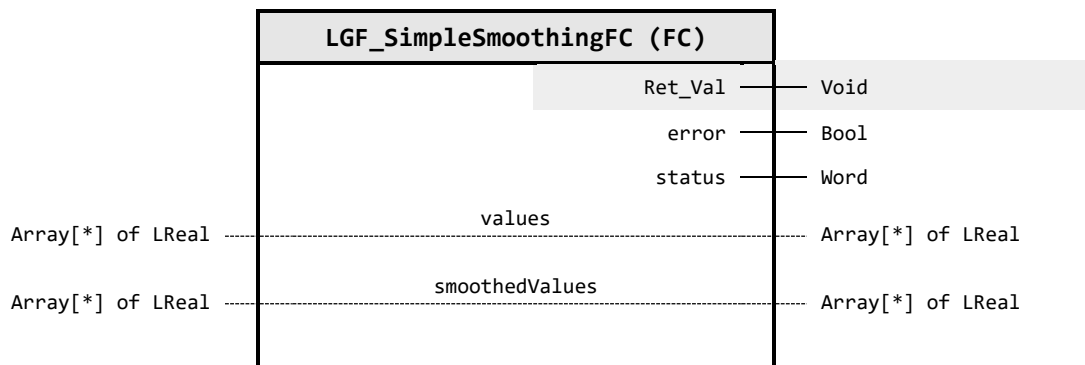 LGF_SimpleSmoothingFC (FC)
Ret_Val Void
error Bool
status Word
Array[*] of LReal values Array[*] of LReal
Array[*] of LReal smoothedValues Array[*] of LReal